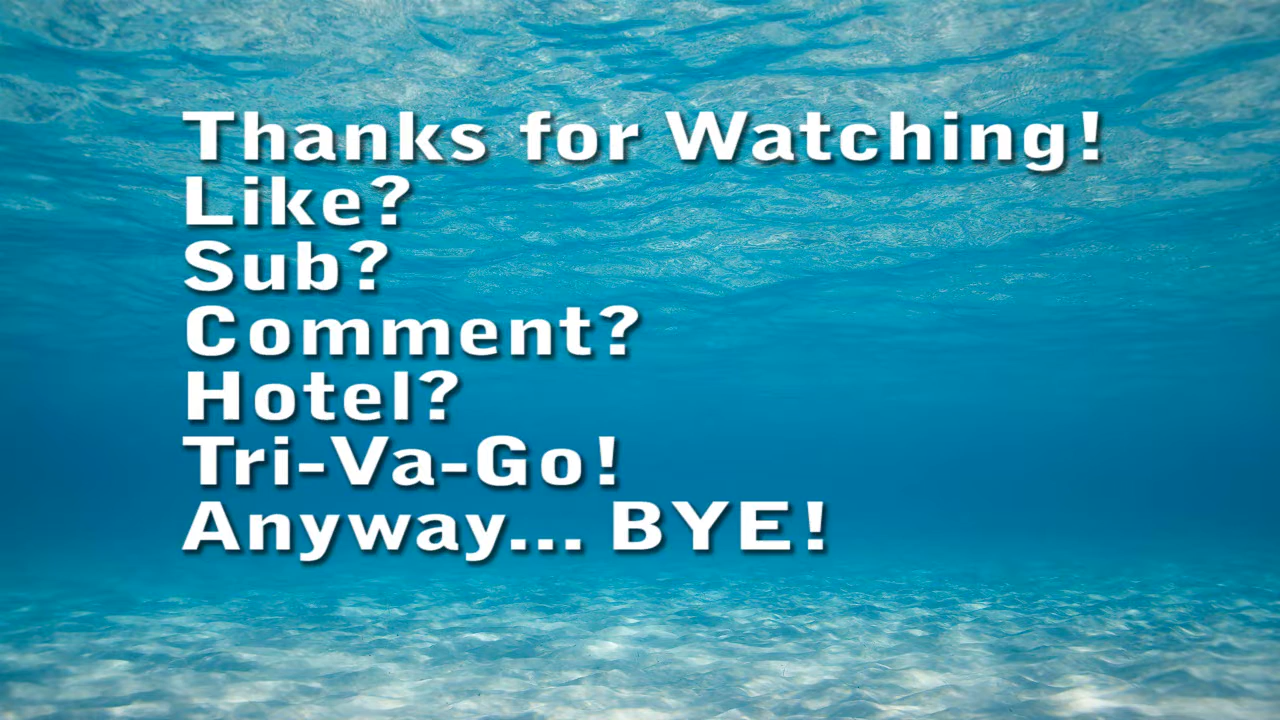 Thanks for Watching!
Like?
Sub?
Comment?
Hotel?
Tri-Va-Go!
Anyway... BYE!